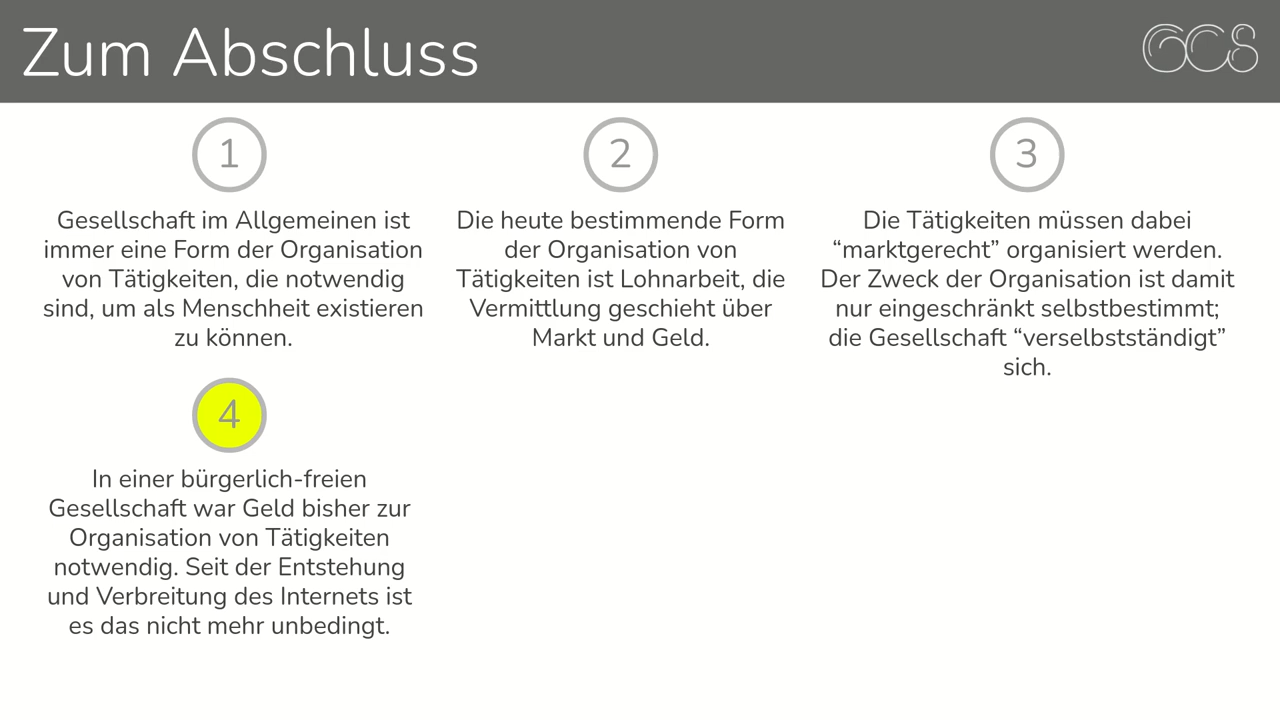 Zum Abschluss
GCS
1
Gesellschaft im Allgemeinen ist
immer eine Form der Organisation
von Tätigkeiten, die notwendig
sind, um als Menschheit existieren
zu können.
2
Die heute bestimmende Form
der Organisation von
Tätigkeiten ist Lohnarbeit, die
Vermittlung geschieht über
Markt und Geld.
3
Die Tätigkeiten müssen dabei
“marktgerecht” organisiert werden.
Der Zweck der Organisation ist damit
nur eingeschränkt selbstbestimmt;
die Gesellschaft “verselbstständigt”
sich.
4
In einer bürgerlich-freien
Gesellschaft war Geld bisher zur
Organisation von Tätigkeiten
notwendig. Seit der Entstehung
und Verbreitung des Internets ist
es das nicht mehr unbedingt.